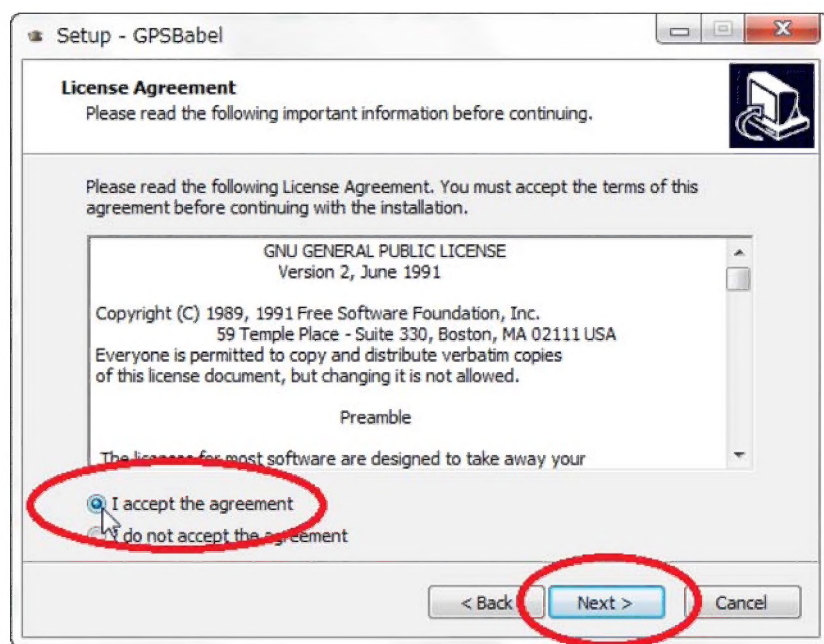 Setup - GPSBabel
License Agreement
Please read the following important information before continuing.
Please read the following License Agreement. You must accept the terms of this
agreement before continuing with the installation.
GNU GENERAL PUBLIC LICENSE
Version 2, June 1991
Copyright (C) 1989, 1991 Free Software Foundation, Inc.
59 Temple Place - Suite 330, Boston, MA 02111 USA
Everyone is permitted to copy and distribute verbatim copies
of this license document, but changing it is not allowed.
Preamble
The licenses for most software are designed to take away your
I accept the agreement
I do not accept the agreement
< Back
Next >
Cancel